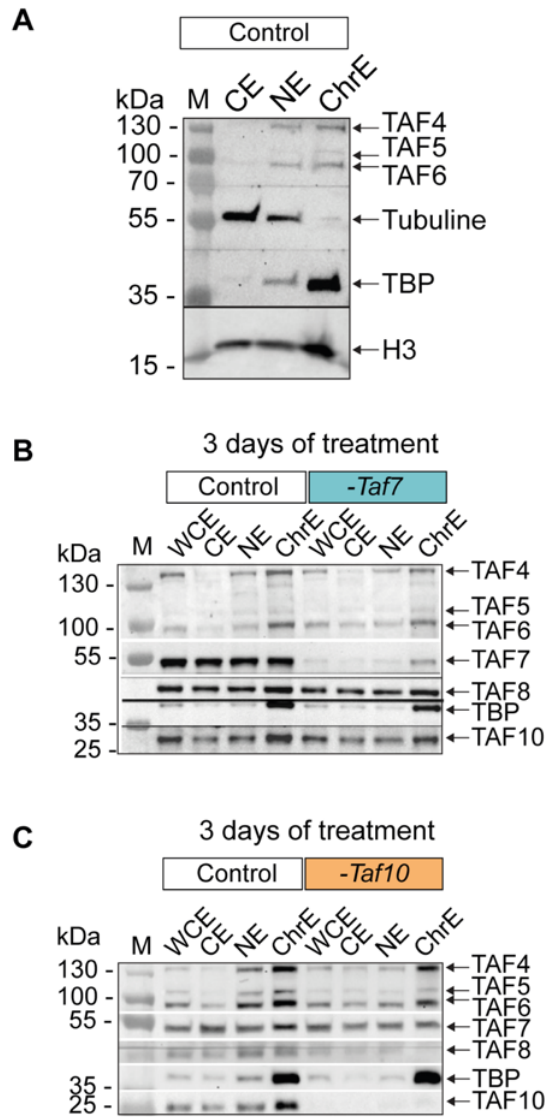 A
Control
kDa M CE NE ChrE
130 - TAF4
100 - TAF5
70 - TAF6
55 - Tubuline
35 - TBP
15 - H3
B
3 days of treatment
Control -Taf7
kDa M WCE CE NE ChrE WCE CE NE ChrE
130 - TAF4
TAF5
100 - TAF6
55 - TAF7
TAF8
35 - TBP
25 - TAF10
C
3 days of treatment
Control -Taf10
kDa M WCE CE NE ChrE WCE CE NE ChrE
130 - TAF4
100 - TAF5
TAF6
55 - TAF7
TAF8
35 - TBP
25 - TAF10